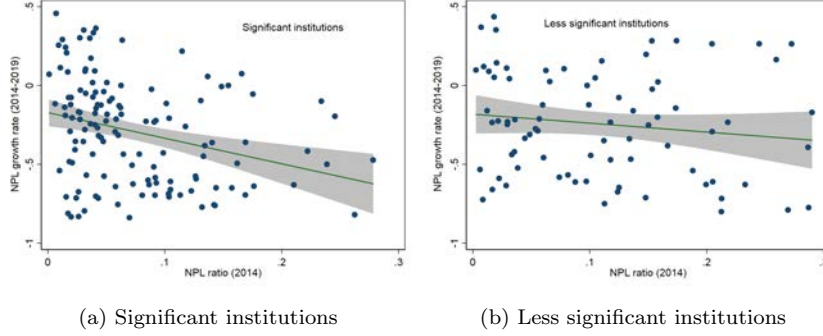 .5
Significant institutions
0
NPL growth rate (2014-2019)
-.5
-1
0
.1
.2
.3
NPL ratio (2014)
(a) Significant institutions
.5
Less significant institutions
0
NPL growth rate (2014-2019)
-.5
-1
0
.1
.2
.3
NPL ratio (2014)
(b) Less significant institutions